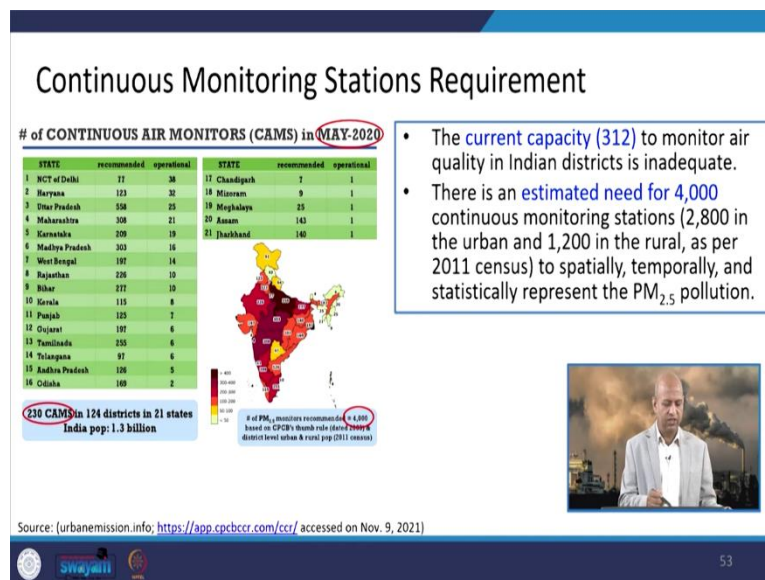 Continuous Monitoring Stations Requirement
# of CONTINUOUS AIR MONITORS (CAMS) in MAY-2020
STATE recommended operational
1 NCT of Delhi 77 38
2 Haryana 123 32
3 Uttar Pradesh 558 25
4 Maharashtra 308 21
5 Karnataka 209 19
6 Madhya Pradesh 303 16
7 West Bengal 197 14
8 Rajasthan 226 10
9 Bihar 277 10
10 Kerala 115 8
11 Punjab 125 7
12 Gujarat 197 6
13 Tamilnadu 255 6
14 Telangana 97 6
15 Andhra Pradesh 126 5
16 Odisha 169 2
STATE recommended operational
17 Chandigarh 7 1
18 Mizoram 9 1
19 Meghalaya 25 1
20 Assam 143 1
21 Jharkhand 140 1
230 CAMS in 124 districts in 21 states
India pop: 1.3 billion
# of PM2.5 monitors recommended = 4,000
based on CPCB's thumb rule (dated 2003) &
district level urban & rural pop (2011 census)
• The current capacity (312) to monitor air
quality in Indian districts is inadequate.
• There is an estimated need for 4,000
continuous monitoring stations (2,800 in
the urban and 1,200 in the rural, as per
2011 census) to spatially, temporally, and
statistically represent the PM2.5 pollution.
Source: (urbanemission.info; https://app.cpcbccr.com/ccr/ accessed on Nov. 9, 2021)
swayam
53